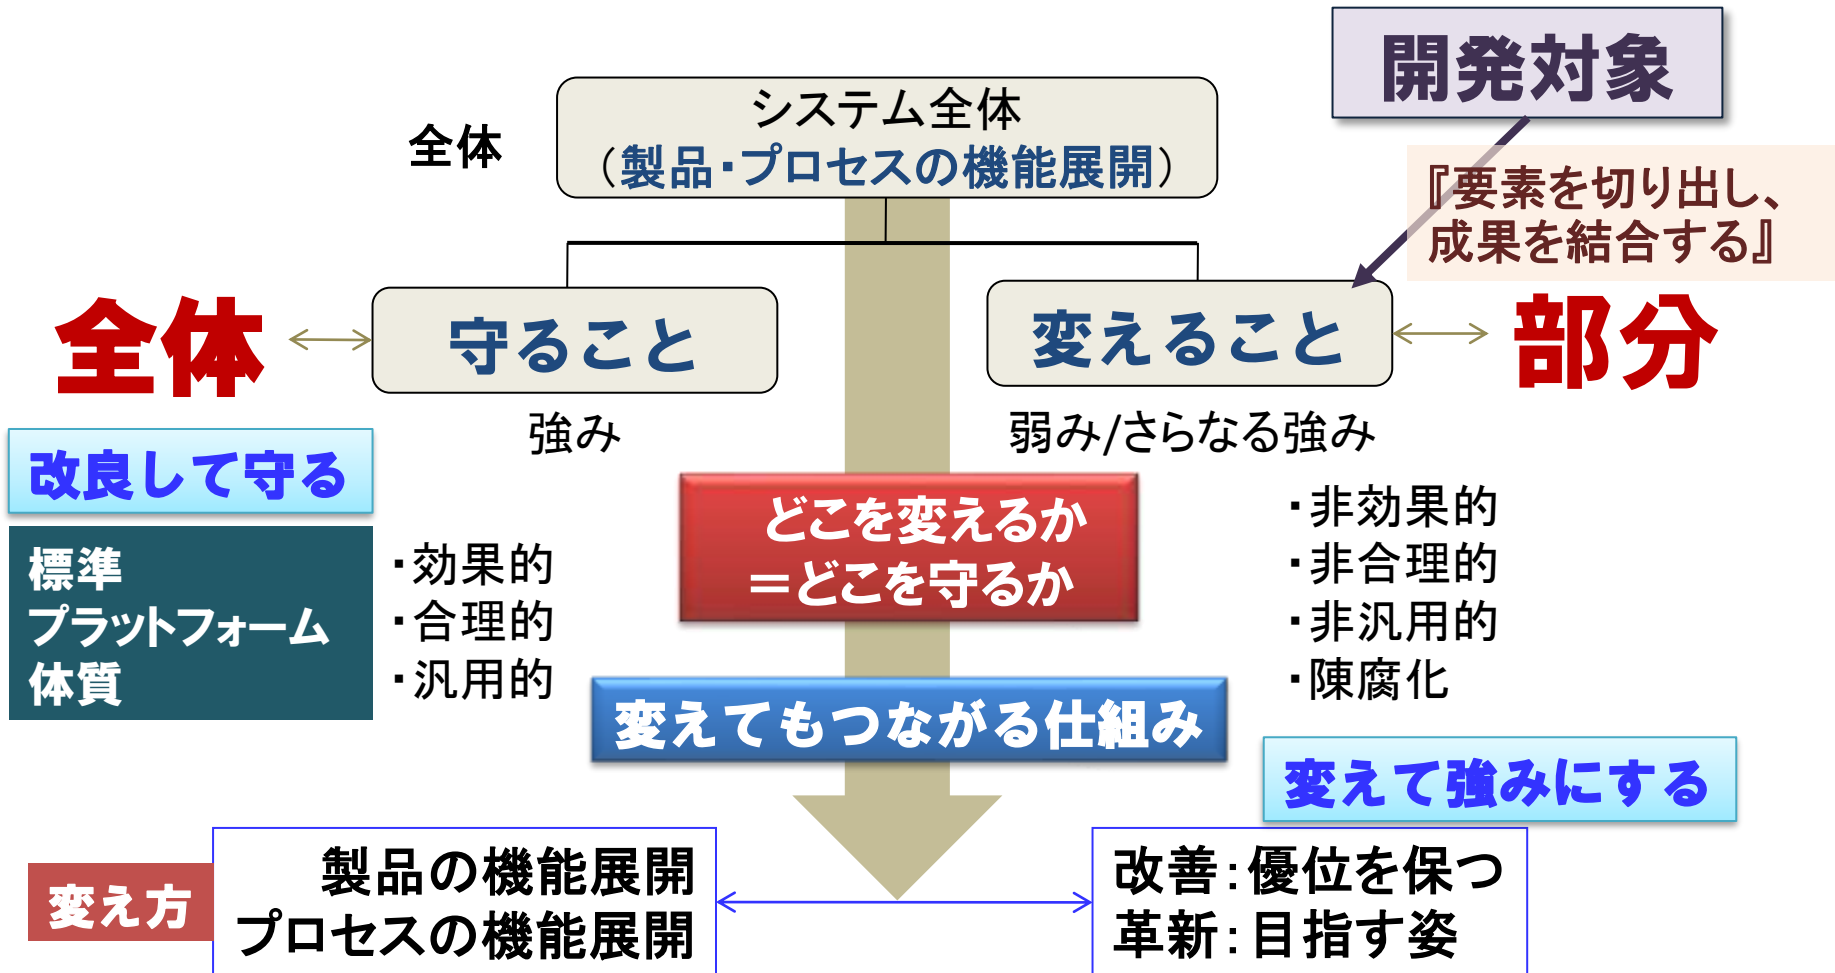 開発対象
システム全体
（製品・プロセスの機能展開）
全体
『要素を切り出し、
成果を結合する』
全体
守ること
変えること
部分
強み
弱み/さらなる強み
改良して守る
標準
プラットフォーム
体質
・効果的
・合理的
・汎用的
どこを変えるか
＝どこを守るか
・非効果的
・非合理的
・非汎用的
・陳腐化
変えてもつながる仕組み
変えて強みにする
変え方
製品の機能展開
プロセスの機能展開
改善：優位を保つ
革新：目指す姿